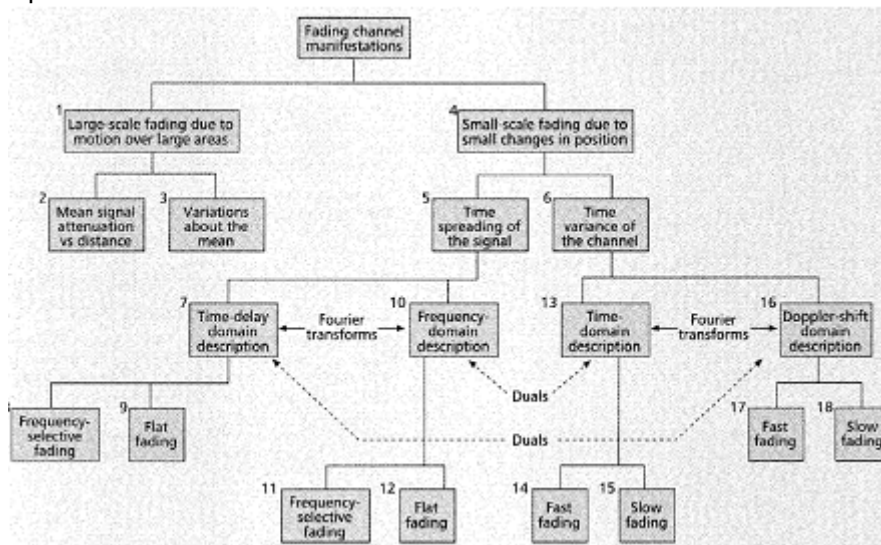 Fading channel
manifestations
1
Large-scale fading due to
motion over large areas
4
Small-scale fading due to
small changes in position
2
Mean signal
attenuation
vs distance
3
Variations
about the
mean
5
Time
spreading of
the signal
6
Time
variance of
the channel
7
Time-delay
domain
description
Fourier
transforms
10
Frequency-
domain
description
13
Time-
domain
description
Fourier
transforms
16
Doppler-shift
domain
description
Duals
Duals
Frequency-
selective
fading
9
Flat
fading
17
Fast
fading
18
Slow
fading
11
Frequency-
selective
fading
12
Flat
fading
14
Fast
fading
15
Slow
fading